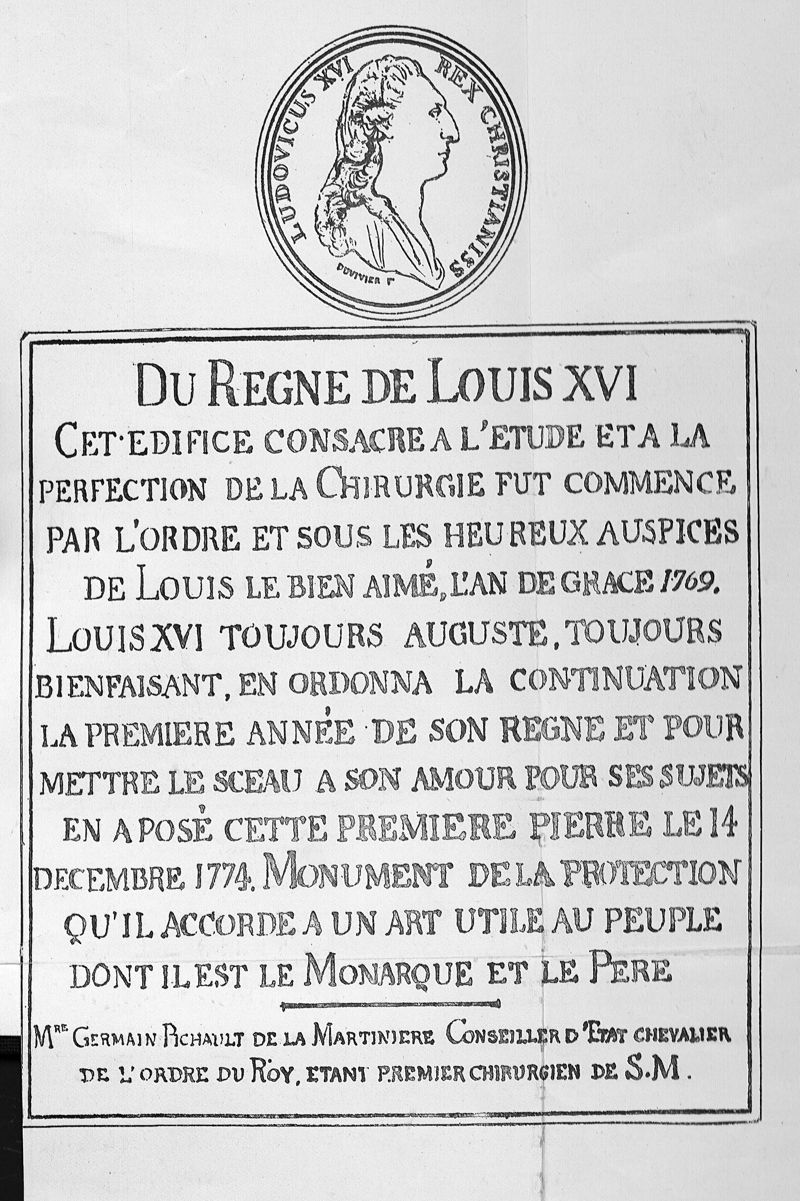 LUDOVICUS XVI REX CHRISTIANISS
DUVIVIER F
DU REGNE DE LOUIS XVI
CET EDIFICE CONSACRE A L'ETUDE ET A LA
PERFECTION DE LA CHIRURGIE FUT COMMENCE
PAR L'ORDRE ET SOUS LES HEUREUX AUSPICES
DE LOUIS LE BIEN AIMÉ, L'AN DE GRACE 1769.
LOUIS XVI TOUJOURS AUGUSTE, TOUJOURS
BIENFAISANT, EN ORDONNA LA CONTINUATION
LA PREMIERE ANNÉE DE SON REGNE ET POUR
METTRE LE SCEAU A SON AMOUR POUR SES SUJETS
EN A POSÉ CETTE PREMIERE PIERRE LE 14
DECEMBRE 1774. MONUMENT DE LA PROTECTION
QU'IL ACCORDE A UN ART UTILE AU PEUPLE
DONT IL EST LE MONARQUE ET LE PERE
MRE GERMAIN PICHAULT DE LA MARTINIERE CONSEILLER D'ETAT CHEVALIER
DE L'ORDRE DU ROY, ETANT PREMIER CHIRURGIEN DE S.M.